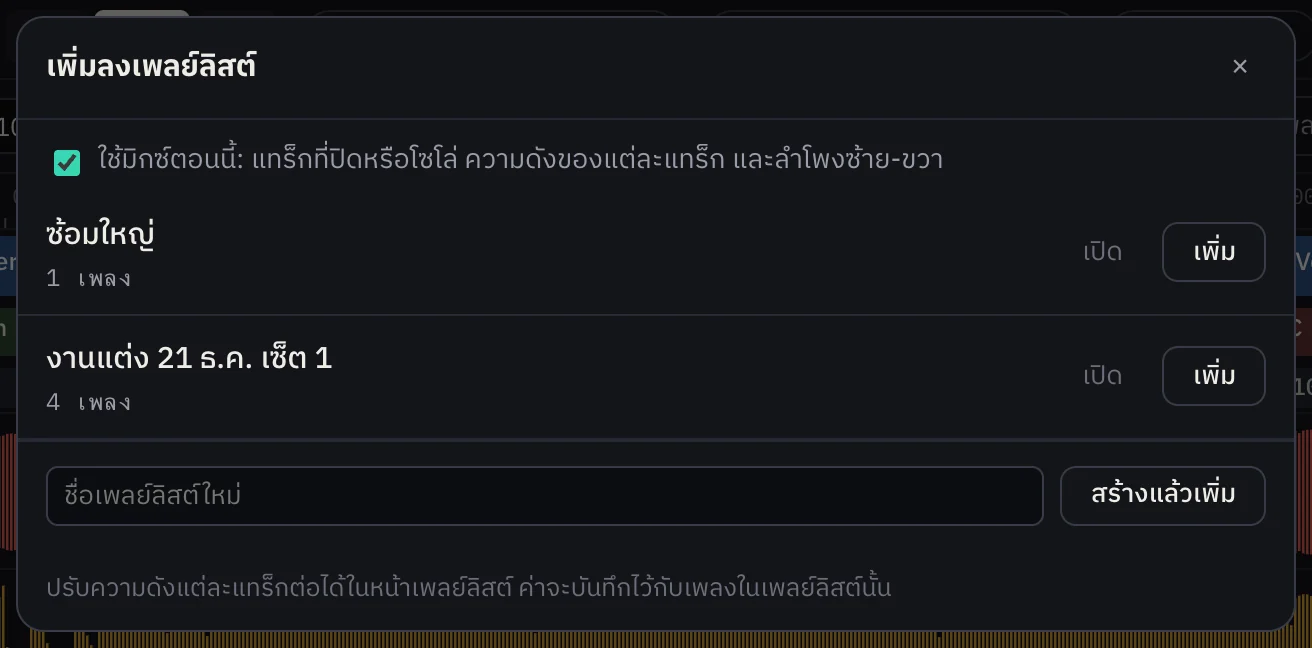 เพิ่มลงเพลย์ลิสต์
×
ใช้มิกซ์ตอนนี้: แทร็กที่ปิดหรือโซโล่ ความดังของแต่ละแทร็ก และลำโพงซ้าย-ขวา
ซ้อมใหญ่
1 เพลง
เปิด
เพิ่ม
งานแต่ง 21 ธ.ค. เซ็ต 1
4 เพลง
เปิด
เพิ่ม
ชื่อเพลย์ลิสต์ใหม่
สร้างแล้วเพิ่ม
ปรับความดังแต่ละแทร็กต่อได้ในหน้าเพลย์ลิสต์ ค่าจะบันทึกไว้กับเพลงในเพลย์ลิสต์นั้น